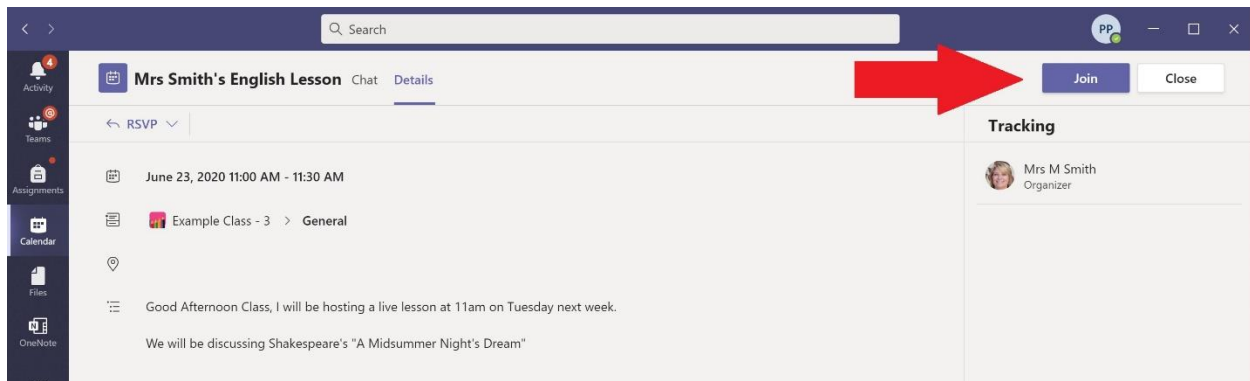 Search
PP
4
Activity
Teams
Assignments
Calendar
Files
OneNote
Mrs Smith's English Lesson Chat Details
Join Close
RSVP
Tracking
June 23, 2020 11:00 AM - 11:30 AM
Mrs M Smith
Organizer
Example Class - 3 > General
Good Afternoon Class, I will be hosting a live lesson at 11am on Tuesday next week.
We will be discussing Shakespeare's "A Midsummer Night's Dream"